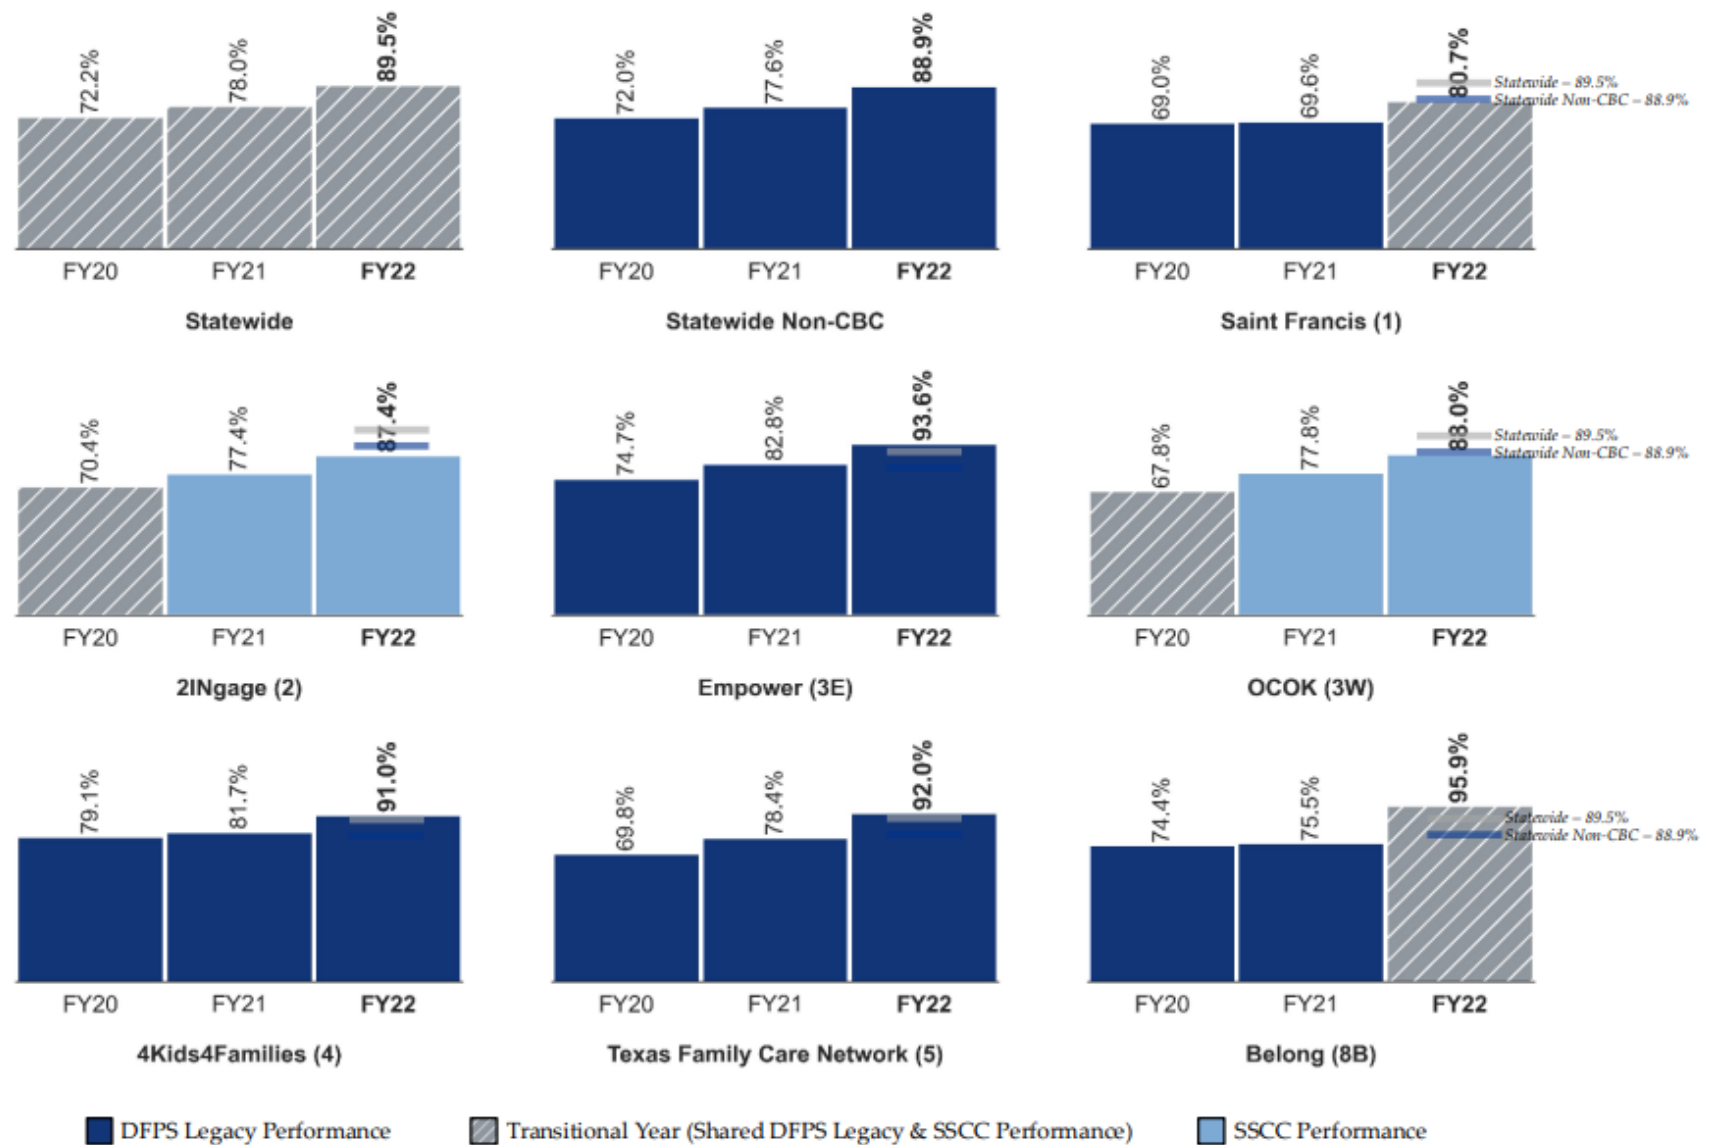 72.2%
78.0%
89.5%
FY20
FY21
FY22
Statewide
72.0%
77.6%
88.9%
FY20
FY21
FY22
Statewide Non-CBC
69.0%
69.6%
80.7%
Statewide – 89.5%
Statewide Non-CBC – 88.9%
FY20
FY21
FY22
Saint Francis (1)
70.4%
77.4%
87.4%
FY20
FY21
FY22
2INgage (2)
74.7%
82.8%
93.6%
FY20
FY21
FY22
Empower (3E)
67.8%
77.8%
88.0%
Statewide – 89.5%
Statewide Non-CBC – 88.9%
FY20
FY21
FY22
OCOK (3W)
79.1%
81.7%
91.0%
FY20
FY21
FY22
4Kids4Families (4)
69.8%
78.4%
92.0%
FY20
FY21
FY22
Texas Family Care Network (5)
74.4%
75.5%
95.9%
Statewide – 89.5%
Statewide Non-CBC – 88.9%
FY20
FY21
FY22
Belong (8B)
DFPS Legacy Performance
Transitional Year (Shared DFPS Legacy & SSCC Performance)
SSCC Performance